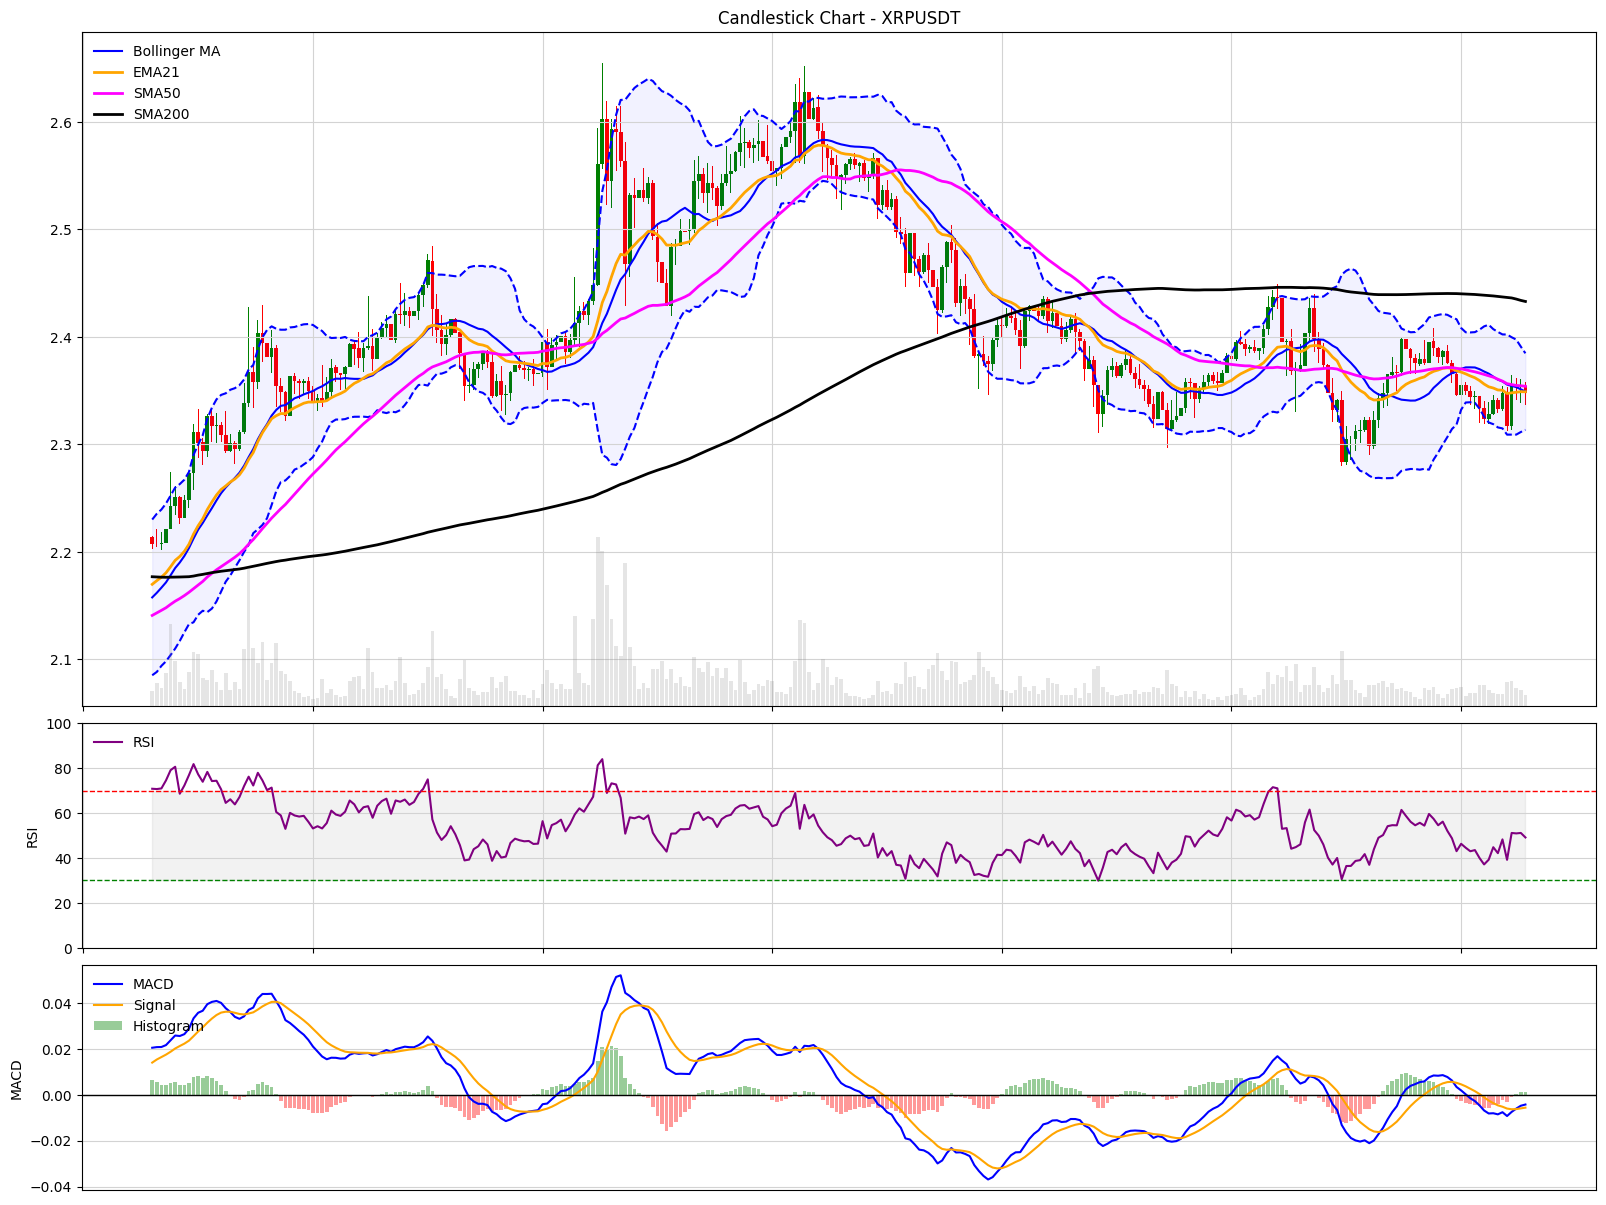 Candlestick Chart - XRPUSDT
Bollinger MA
EMA21
SMA50
SMA200
2.6
2.5
2.4
2.3
2.2
2.1
100
80
60
40
20
0
RSI
RSI
0.04
0.02
0.00
−0.02
−0.04
MACD
MACD
Signal
Histogram